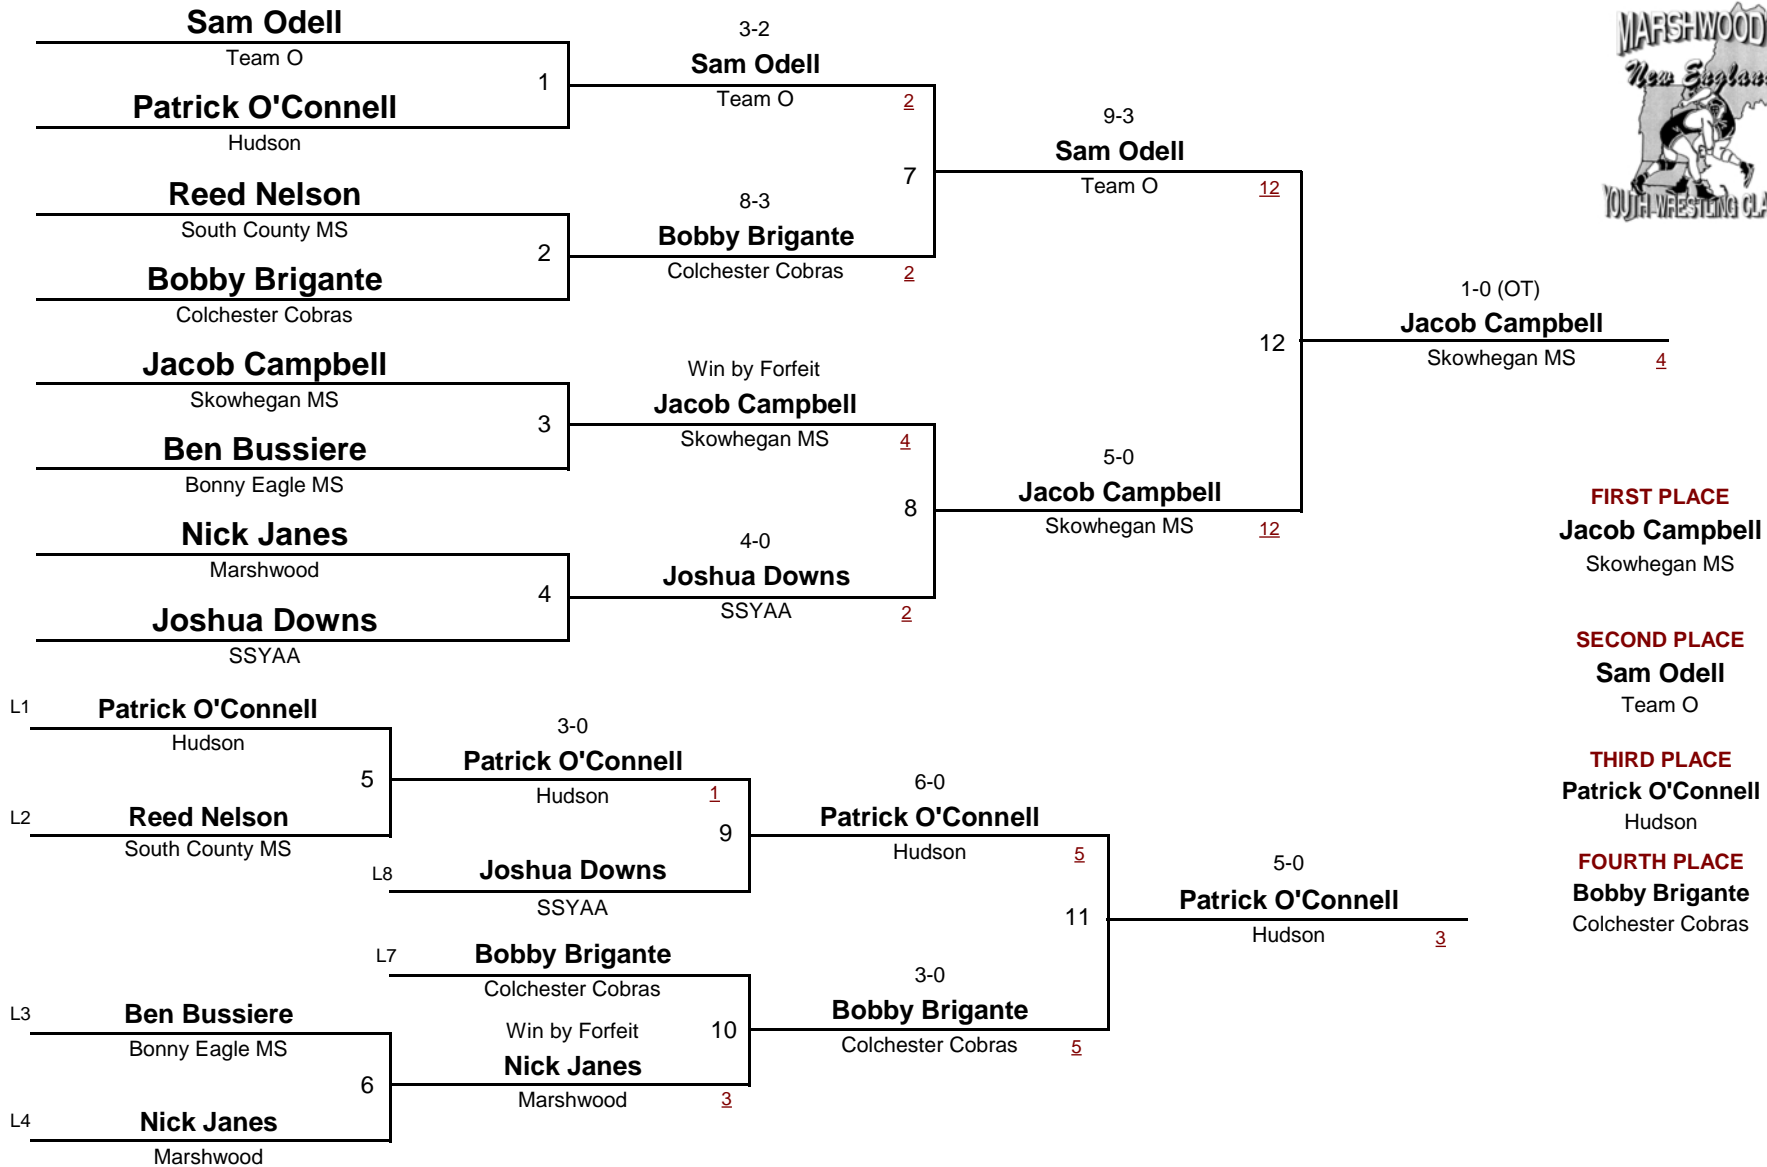 Sam Odell
Team O
1
Patrick O'Connell
Hudson
Reed Nelson
South County MS
2
Bobby Brigante
Colchester Cobras
Jacob Campbell
Skowhegan MS
3
Ben Bussiere
Bonny Eagle MS
Nick Janes
Marshwood
4
Joshua Downs
SSYAA
3-2
Sam Odell
Team O 2
7
8-3
Bobby Brigante
Colchester Cobras 2
Win by Forfeit
Jacob Campbell
Skowhegan MS 4
8
4-0
Joshua Downs
SSYAA 2
9-3
Sam Odell
Team O 12
12
5-0
Jacob Campbell
Skowhegan MS 12
1-0 (OT)
Jacob Campbell
Skowhegan MS 4
MARSHWOOD
New
YOUTH WRESTLING
FIRST PLACE
Jacob Campbell
Skowhegan MS
SECOND PLACE
Sam Odell
Team O
THIRD PLACE
Patrick O'Connell
Hudson
FOURTH PLACE
Bobby Brigante
Colchester Cobras
L1 Patrick O'Connell
Hudson
5
L2 Reed Nelson
South County MS
3-0
Patrick O'Connell
Hudson 1
9
L8 Joshua Downs
SSYAA
L7 Bobby Brigante
Colchester Cobras
10
Win by Forfeit
Nick Janes
Marshwood 3
L3 Ben Bussiere
Bonny Eagle MS
6
L4 Nick Janes
Marshwood
6-0
Patrick O'Connell
Hudson 5
11
3-0
Bobby Brigante
Colchester Cobras 5
5-0
Patrick O'Connell
Hudson 3